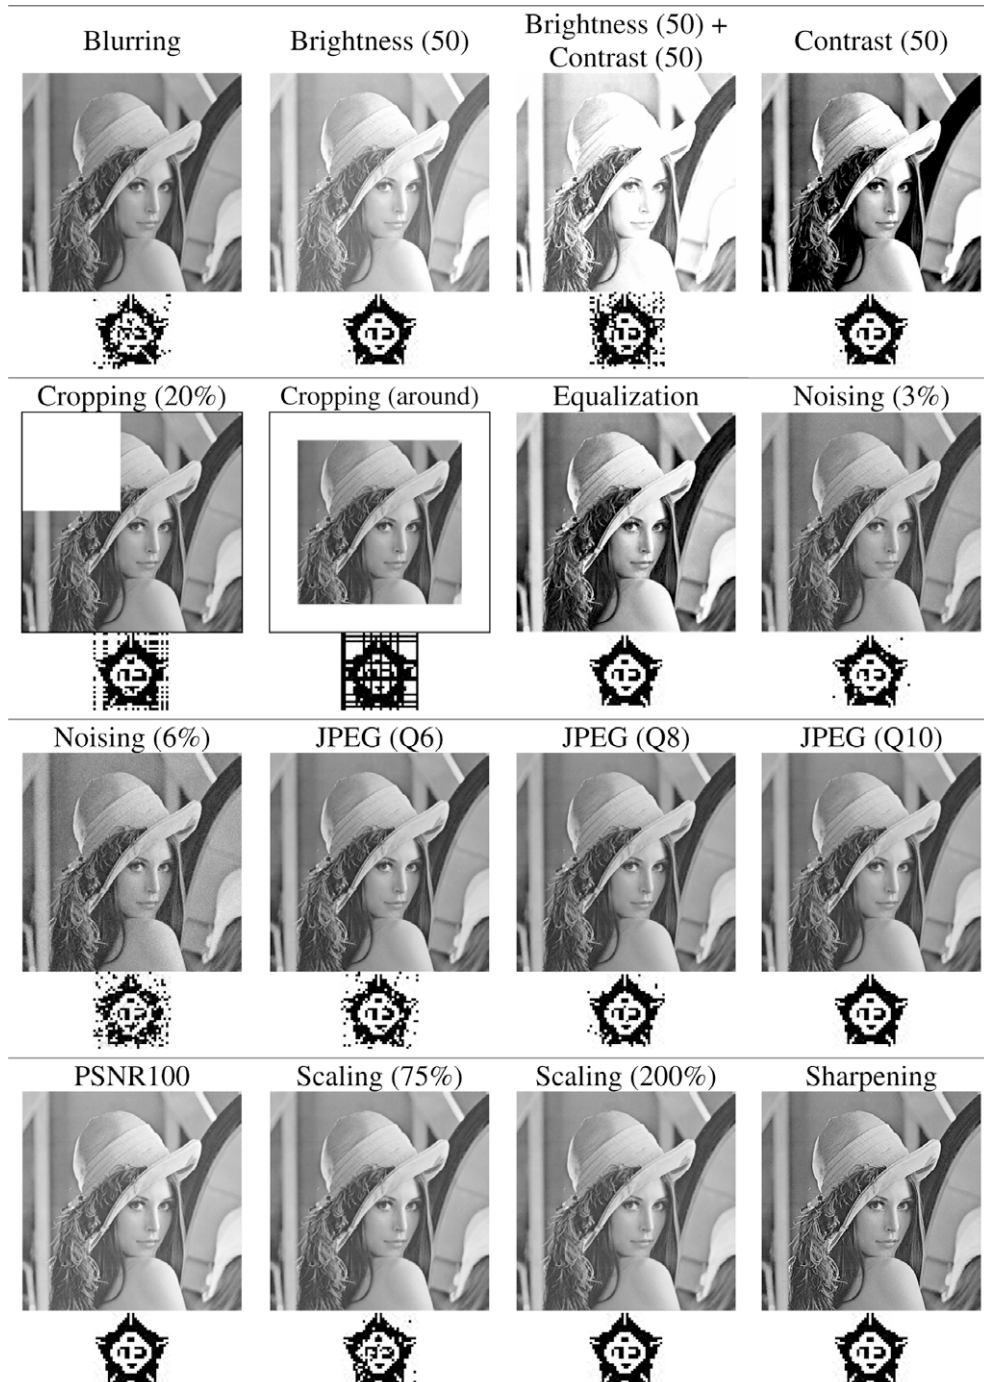 Blurring
Brightness (50)
Brightness (50) +
Contrast (50)
Contrast (50)
Cropping (20%)
Cropping (around)
Equalization
Noising (3%)
Noising (6%)
JPEG (Q6)
JPEG (Q8)
JPEG (Q10)
PSNR100
Scaling (75%)
Scaling (200%)
Sharpening